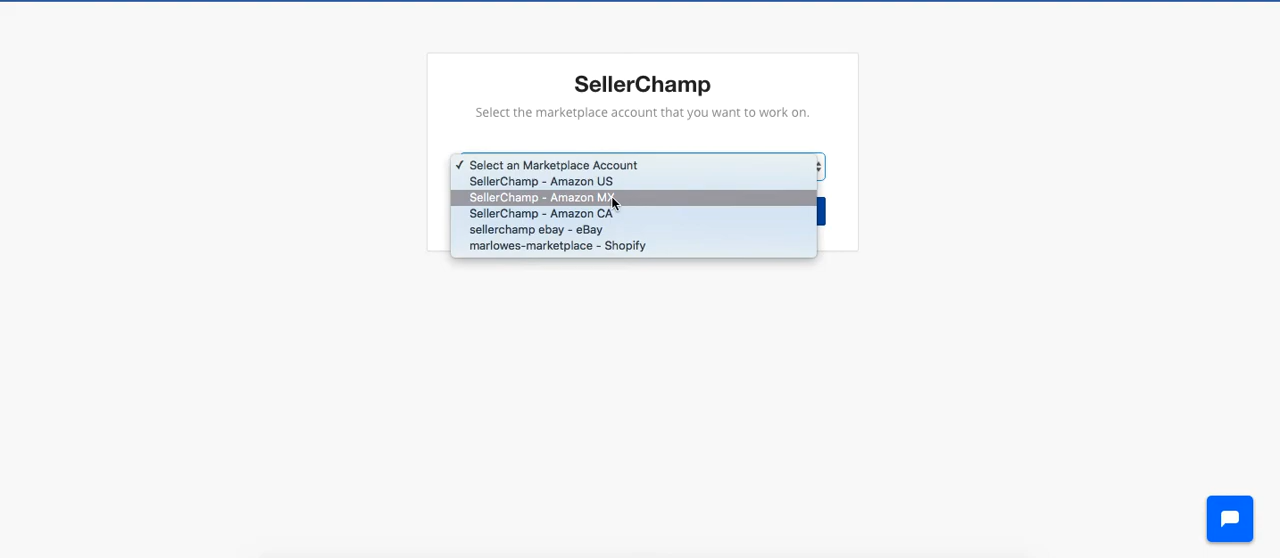 SellerChamp
Select the marketplace account that you want to work on.
✓ Select an Marketplace Account
SellerChamp - Amazon US
SellerChamp - Amazon MX
SellerChamp - Amazon CA
sellerchamp ebay - eBay
marlowes-marketplace - Shopify